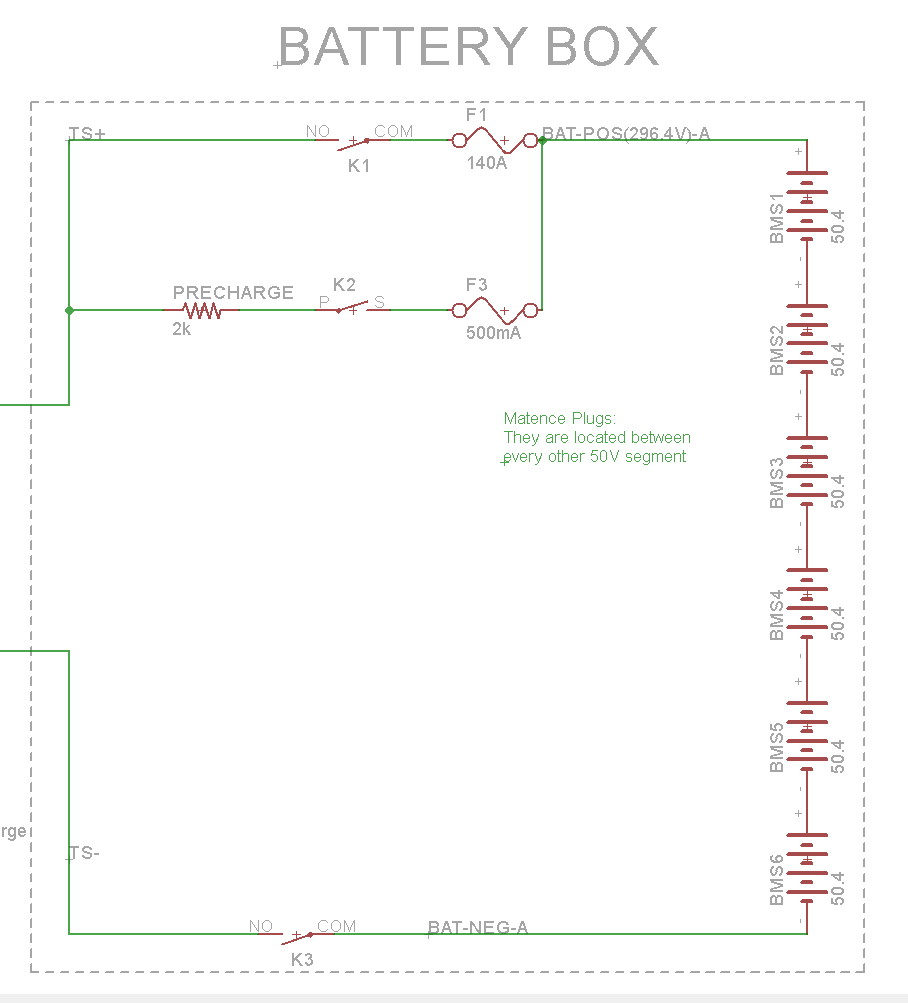 BATTERY BOX
TS+
NO
COM
K1
F1
140A
BAT-POS(296.4V)-A
PRECHARGE
2k
K2
P
S
F3
500mA
Matence Plugs:
They are located between
every other 50V segment
BMS1
50.4
BMS2
50.4
BMS3
50.4
BMS4
50.4
BMS5
50.4
BMS6
50.4
rge
TS-
NO
COM
K3
BAT-NEG-A